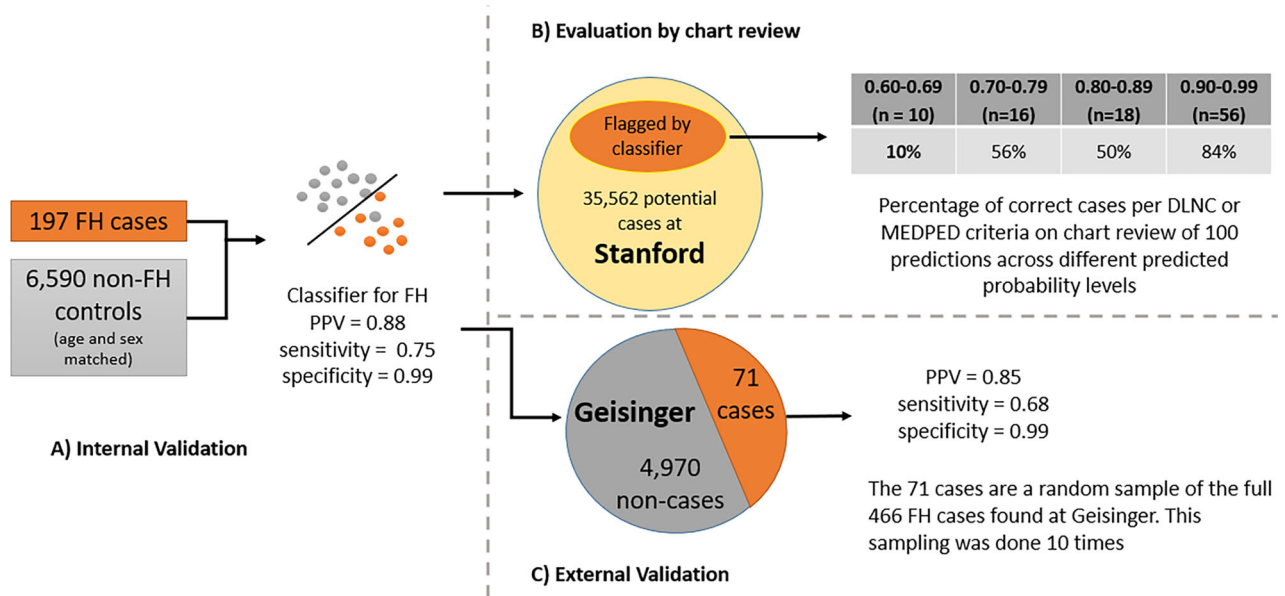 197 FH cases
6,590 non-FH
controls
(age and sex
matched)
Classifier for FH
PPV = 0.88
sensitivity = 0.75
specificity = 0.99
A) Internal Validation
B) Evaluation by chart review
Flagged by
classifier
35,562 potential
cases at
Stanford
0.60-0.69 0.70-0.79 0.80-0.89 0.90-0.99
(n = 10) (n=16) (n=18) (n=56)
10% 56% 50% 84%
Percentage of correct cases per DLNC or
MEDPED criteria on chart review of 100
predictions across different predicted
probability levels
71
cases
Geisinger
4,970
non-cases
PPV = 0.85
sensitivity = 0.68
specificity = 0.99
The 71 cases are a random sample of the full
466 FH cases found at Geisinger. This
sampling was done 10 times
C) External Validation